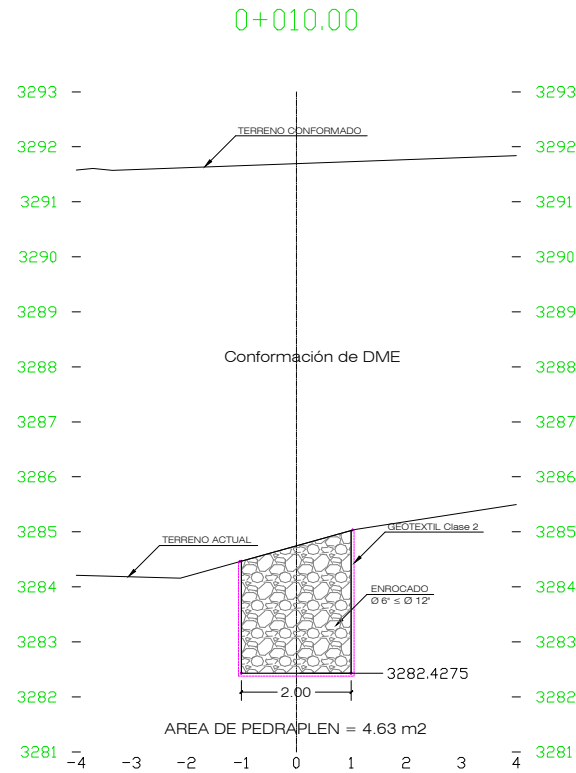 0+010.00
3293 3293
TERRENO CONFORMADO
3292 3292
3291 3291
3290 3290
3289 3289
Conformación de DME
3288 3288
3287 3287
3286 3286
3285 3285
GEOTEXTIL Clase 2
TERRENO ACTUAL
3284 3284
ENROCADO
Ø 6" ≤ Ø 12"
3283 3283
3282.4275
2.00
3282 3282
AREA DE PEDRAPLEN = 4.63 m2
3281 3281
-4 -3 -2 -1 0 1 2 3 4